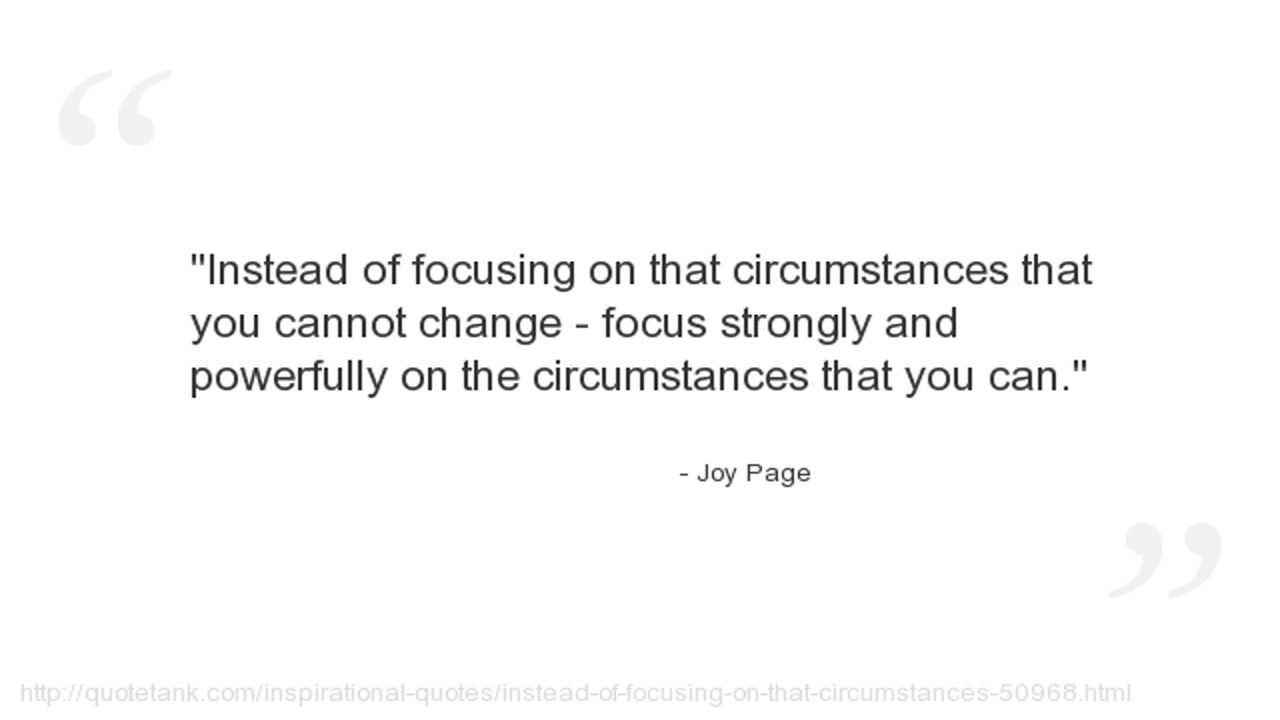 "Instead of focusing on that circumstances that
you cannot change - focus strongly and
powerfully on the circumstances that you can."
- Joy Page
http://quotetank.com/inspirational-quotes/instead-of-focusing-on-that-circumstances-50968.html